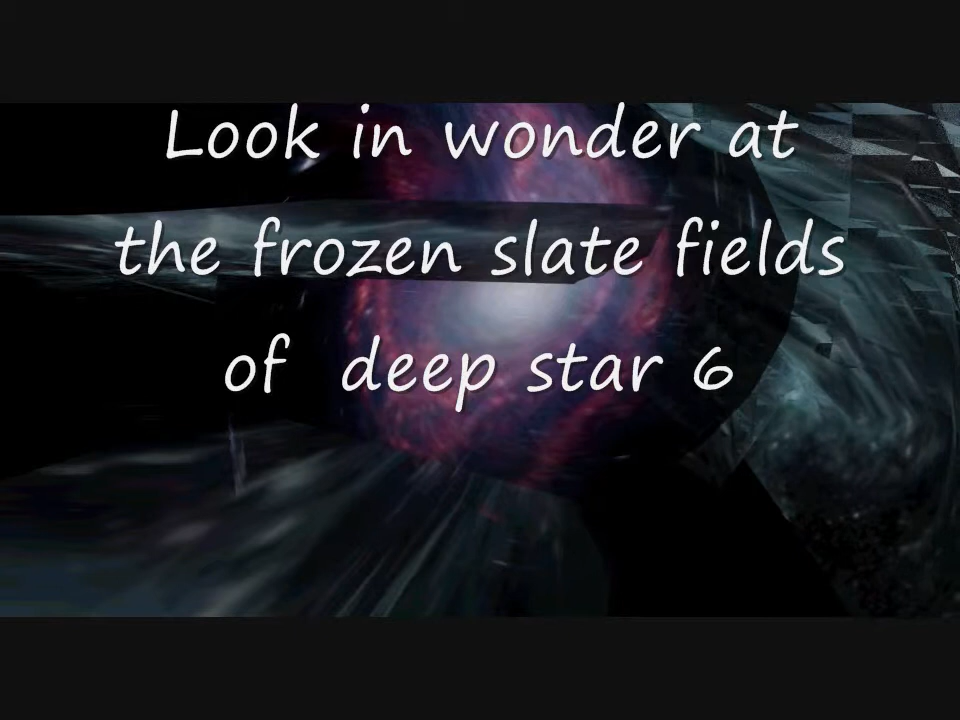 Look in wonder at
the frozen slate fields
of  deep star 6